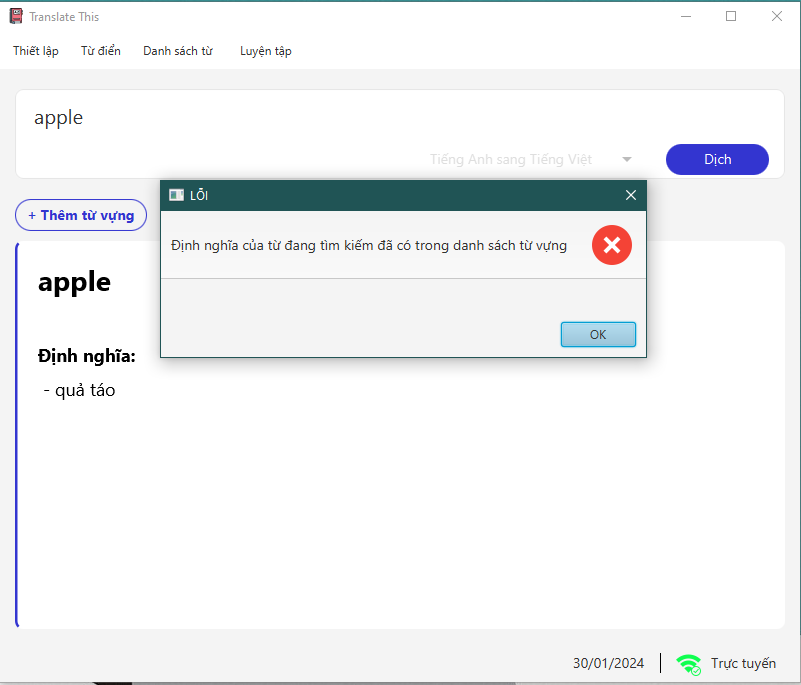 Translate This
Thiết lập Từ điển Danh sách từ Luyện tập
apple
Tiếng Anh sang Tiếng Việt Dịch
+ Thêm từ vựng
LỖI
Định nghĩa của từ đang tìm kiếm đã có trong danh sách từ vựng
OK
apple
Định nghĩa:
- quả táo
30/01/2024 Trực tuyến